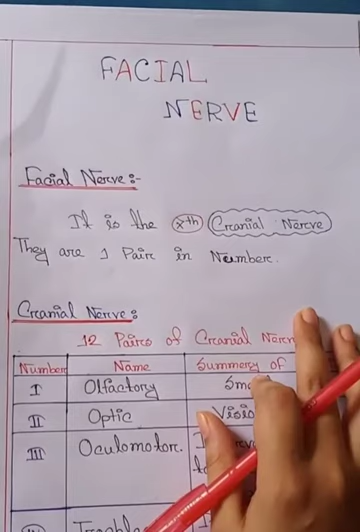 FACIAL
NERVE
Facial Nerve:-
It is the xth Cranial Nerve
They are 1 Pair in Number.
Cranial Nerve:
12 Pairs of Cranial
Number Name Summery of
I Olfactory
II Optic
III Oculomotor.